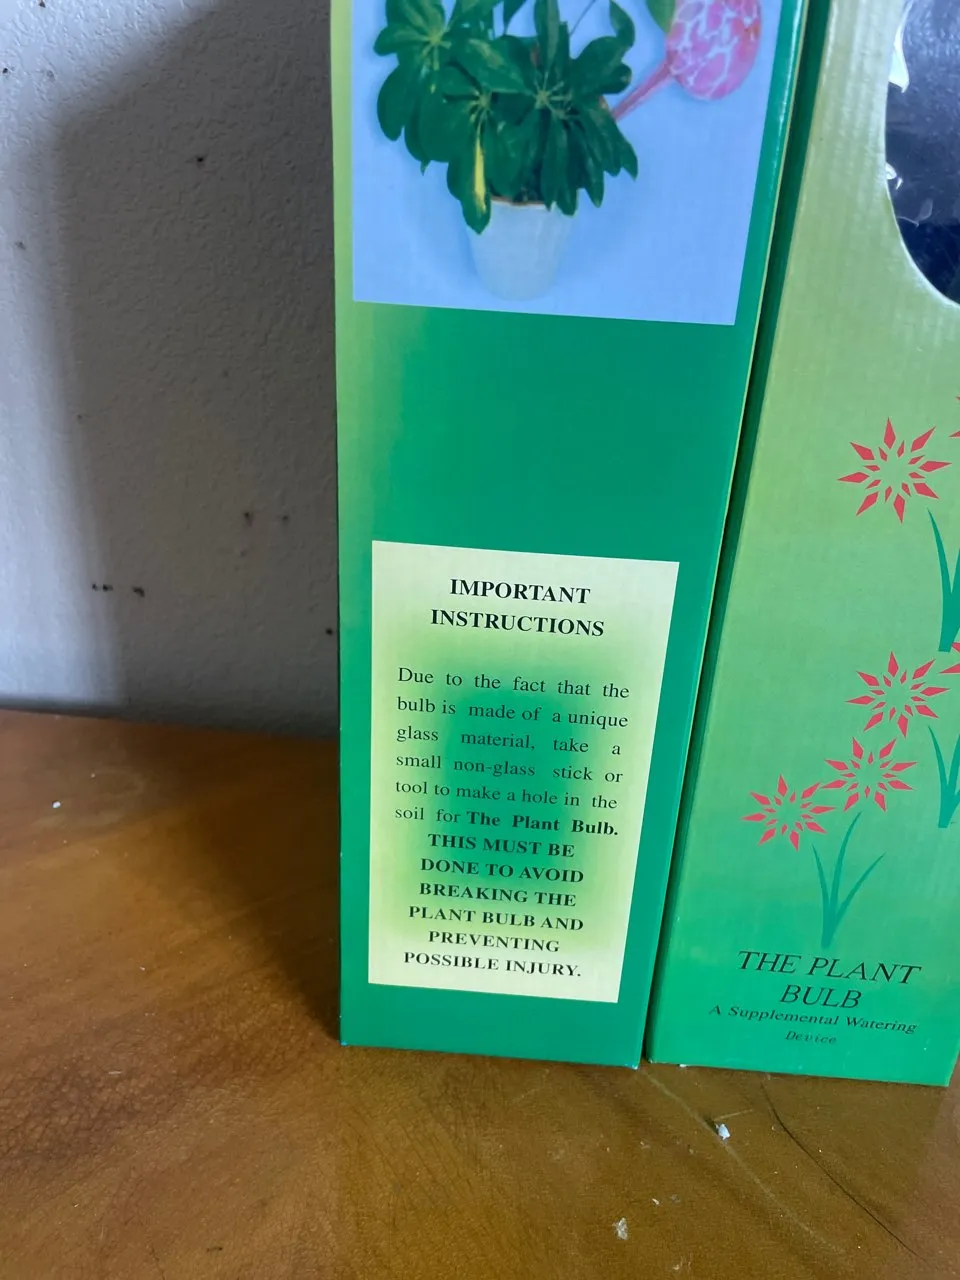 IMPORTANT
INSTRUCTIONS
Due to the fact that the
bulb is made of a unique
glass material, take a
small non-glass stick or
tool to make a hole in the
soil for The Plant Bulb.
THIS MUST BE
DONE TO AVOID
BREAKING THE
PLANT BULB AND
PREVENTING
POSSIBLE INJURY.
THE PLANT
BULB
A Supplemental Watering
Device